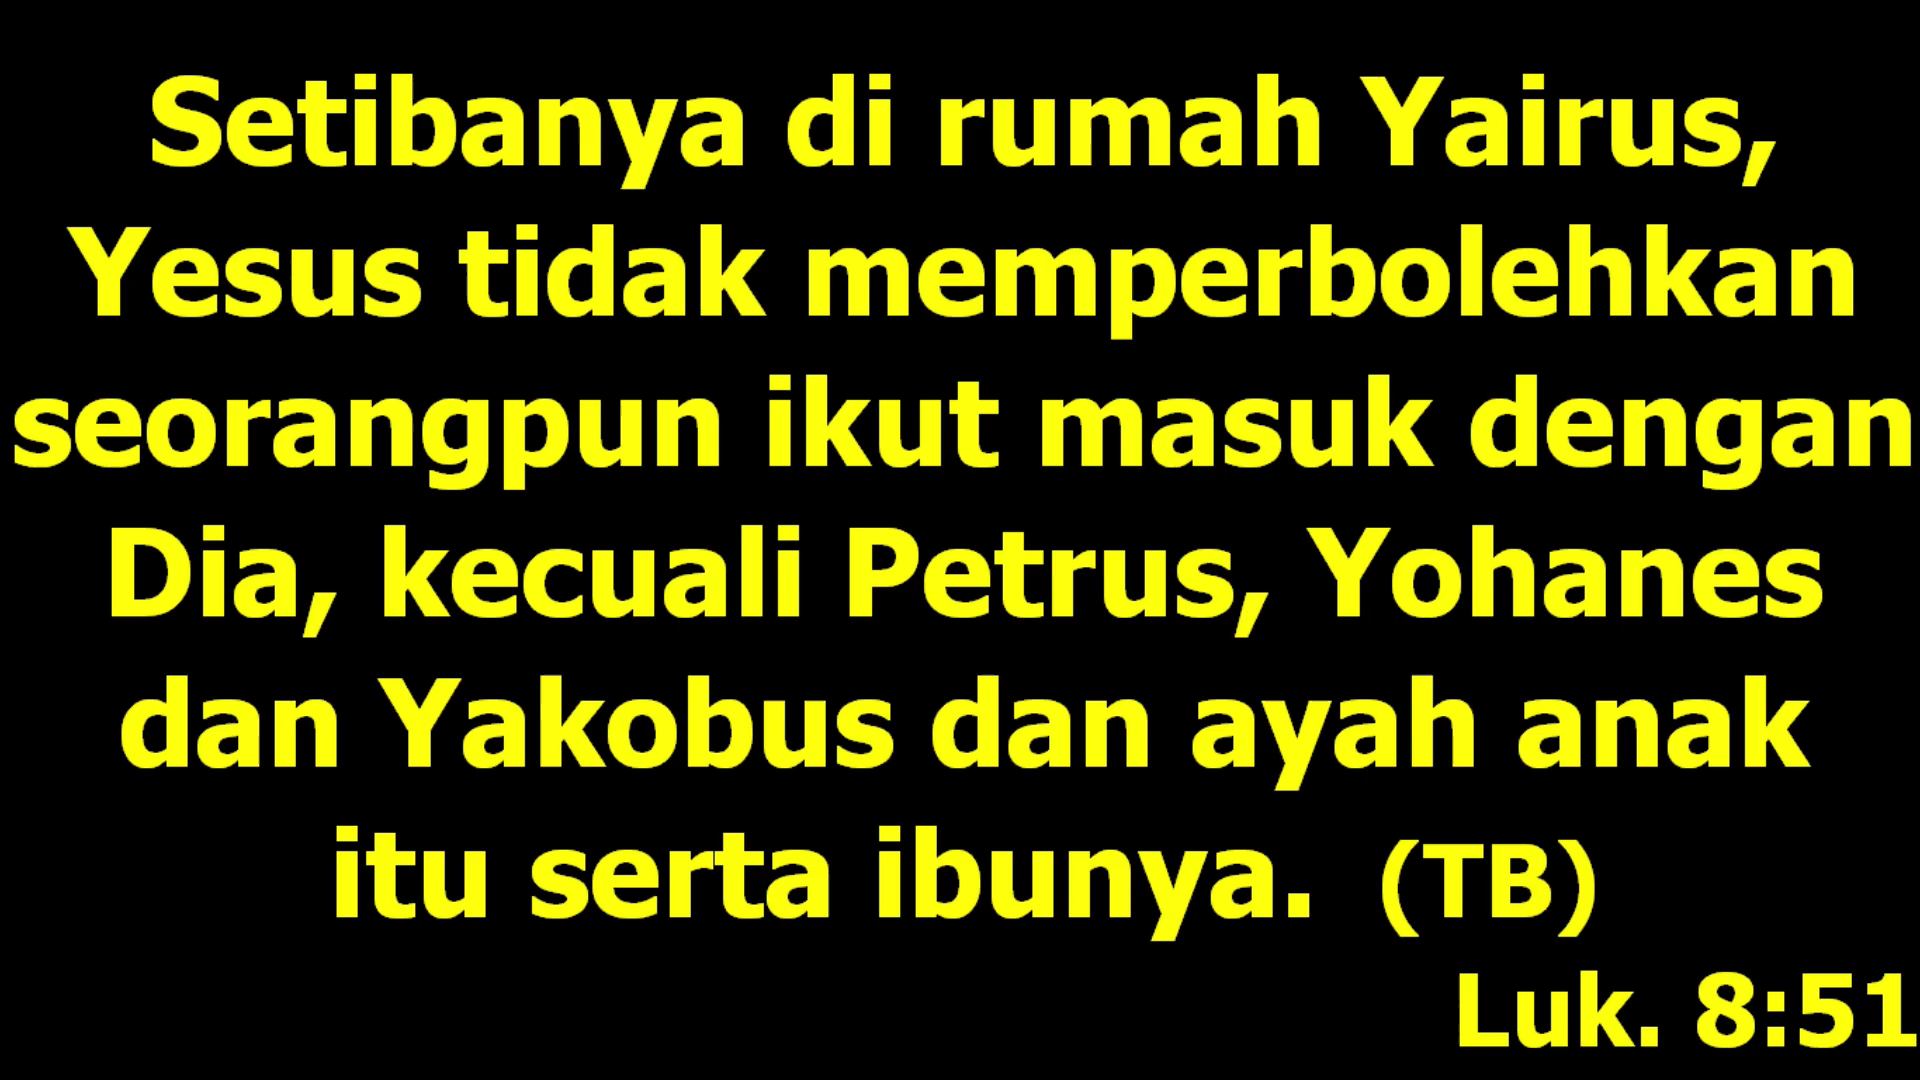 Setibanya di rumah Yairus,
Yesus tidak memperbolehkan
seorangpun ikut masuk dengan
Dia, kecuali Petrus, Yohanes
dan Yakobus dan ayah anak
itu serta ibunya. (TB)
Luk. 8:51